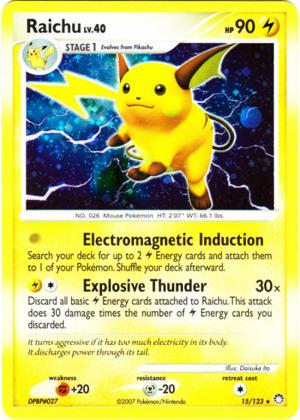 Raichu LV.40 HP 90
STAGE 1 Evolves from Pikachu
NO. 026 Mouse Pokémon HT: 2'07" WT: 66.1 lbs.
Electromagnetic Induction
Search your deck for up to 2 Energy cards and attach them
to 1 of your Pokémon. Shuffle your deck afterward.
Explosive Thunder 30x
Discard all basic Energy cards attached to Raichu. This attack
does 30 damage times the number of Energy cards you
discarded.
It turns aggressive if it has too much electricity in its body.
It discharges power through its tail.
Illus. Daisuke Ito
weakness resistance retreat cost
+20 -20
DPBP#027 ©2007 Pokémon/Nintendo 15/123 ★